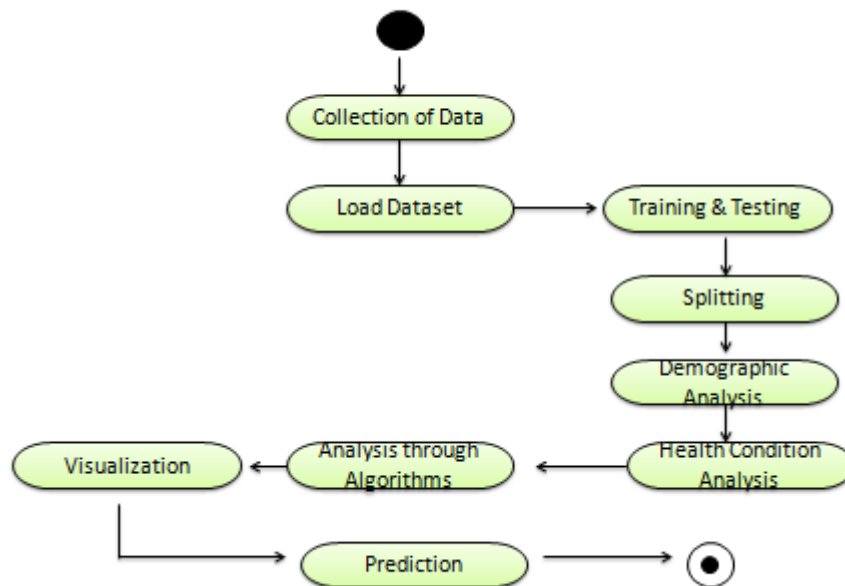 Collection of Data
Load Dataset
Training & Testing
Splitting
Demographic
Analysis
Health Condition
Analysis
Analysis through
Algorithms
Visualization
Prediction